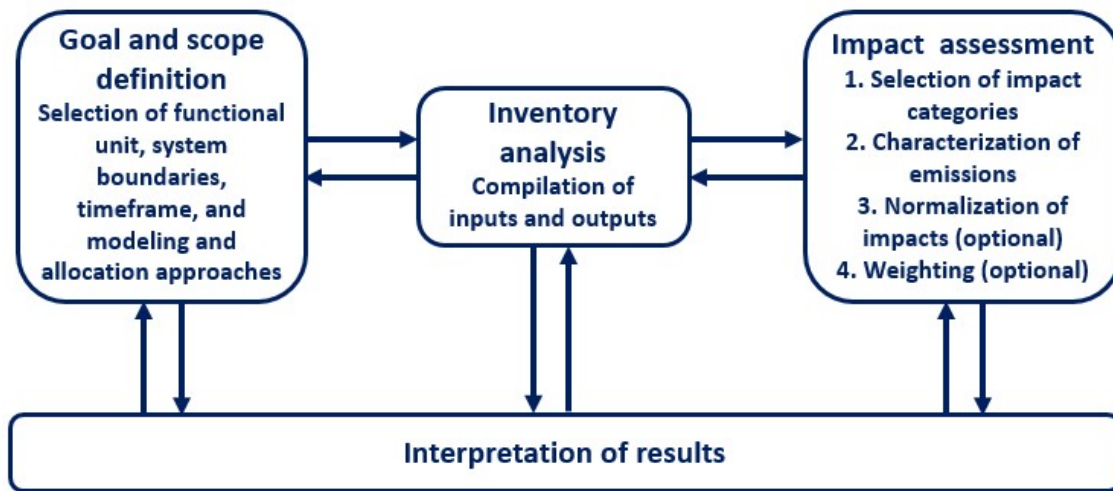 Goal and scope
definition
Selection of functional
unit, system
boundaries,
timeframe, and
modeling and
allocation approaches
Inventory
analysis
Compilation of
inputs and outputs
Impact assessment
1. Selection of impact
categories
2. Characterization of
emissions
3. Normalization of
impacts (optional)
4. Weighting (optional)
Interpretation of results